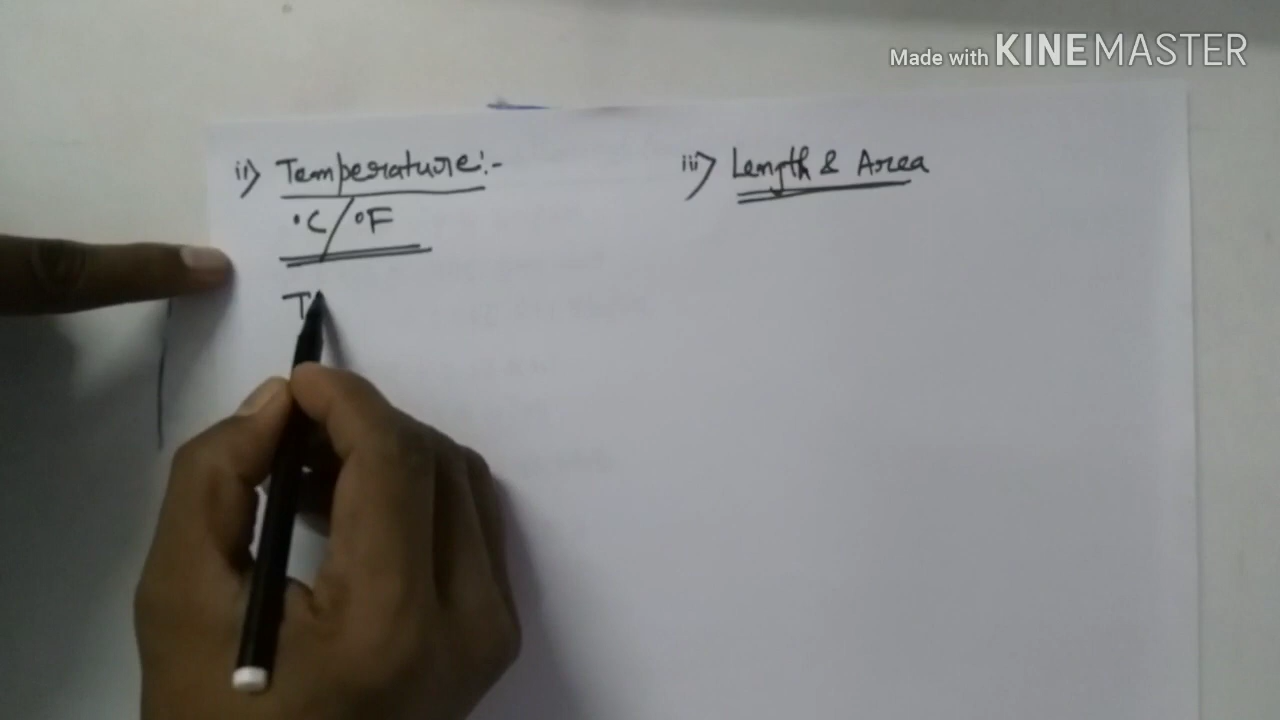 Made with KINEMASTER
ii) Temperature:-
°C/°F
T
iii) Length & Area